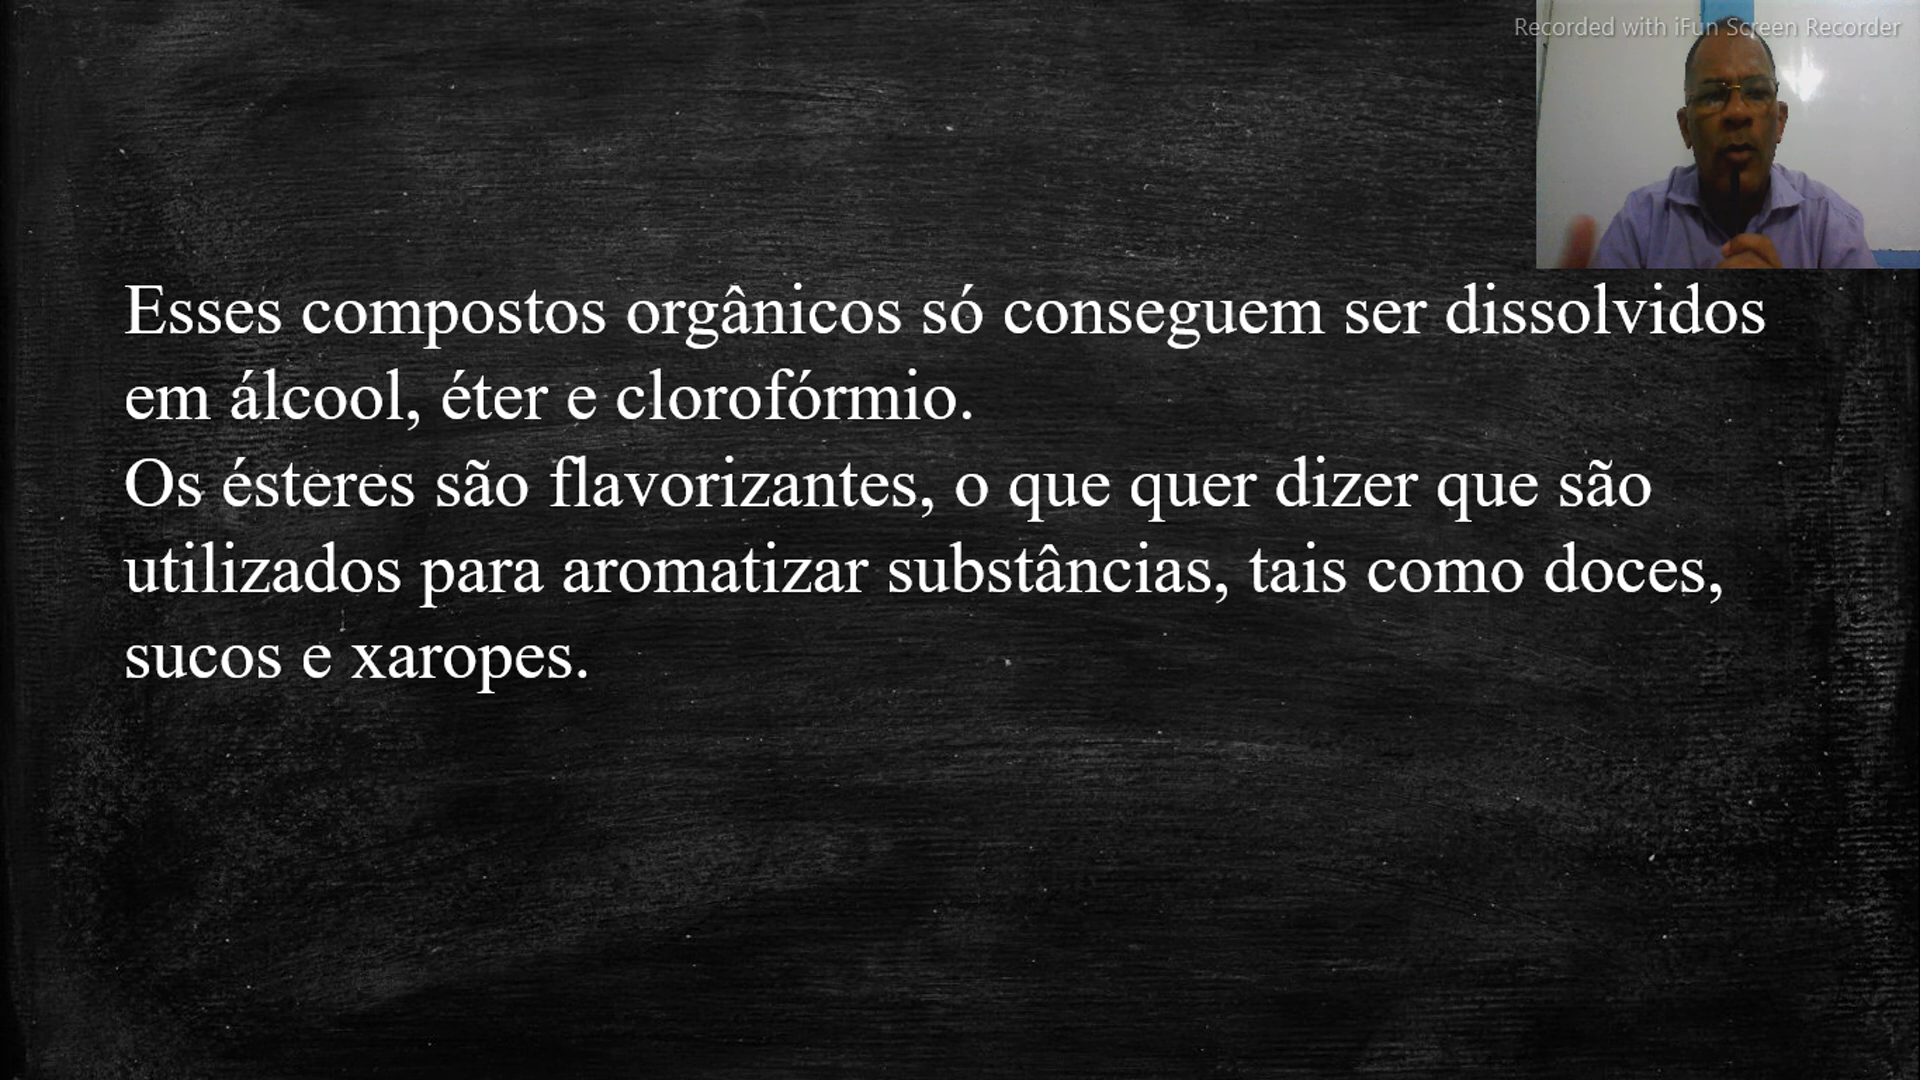 Recorded with iFun Screen Recorder
Esses compostos orgânicos só conseguem ser dissolvidos
em álcool, éter e clorofórmio.
Os ésteres são flavorizantes, o que quer dizer que são
utilizados para aromatizar substâncias, tais como doces,
sucos e xaropes.